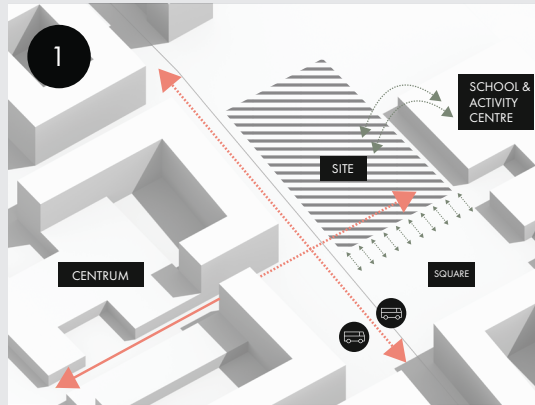 1
SCHOOL &
ACTIVITY
CENTRE
SITE
CENTRUM
SQUARE